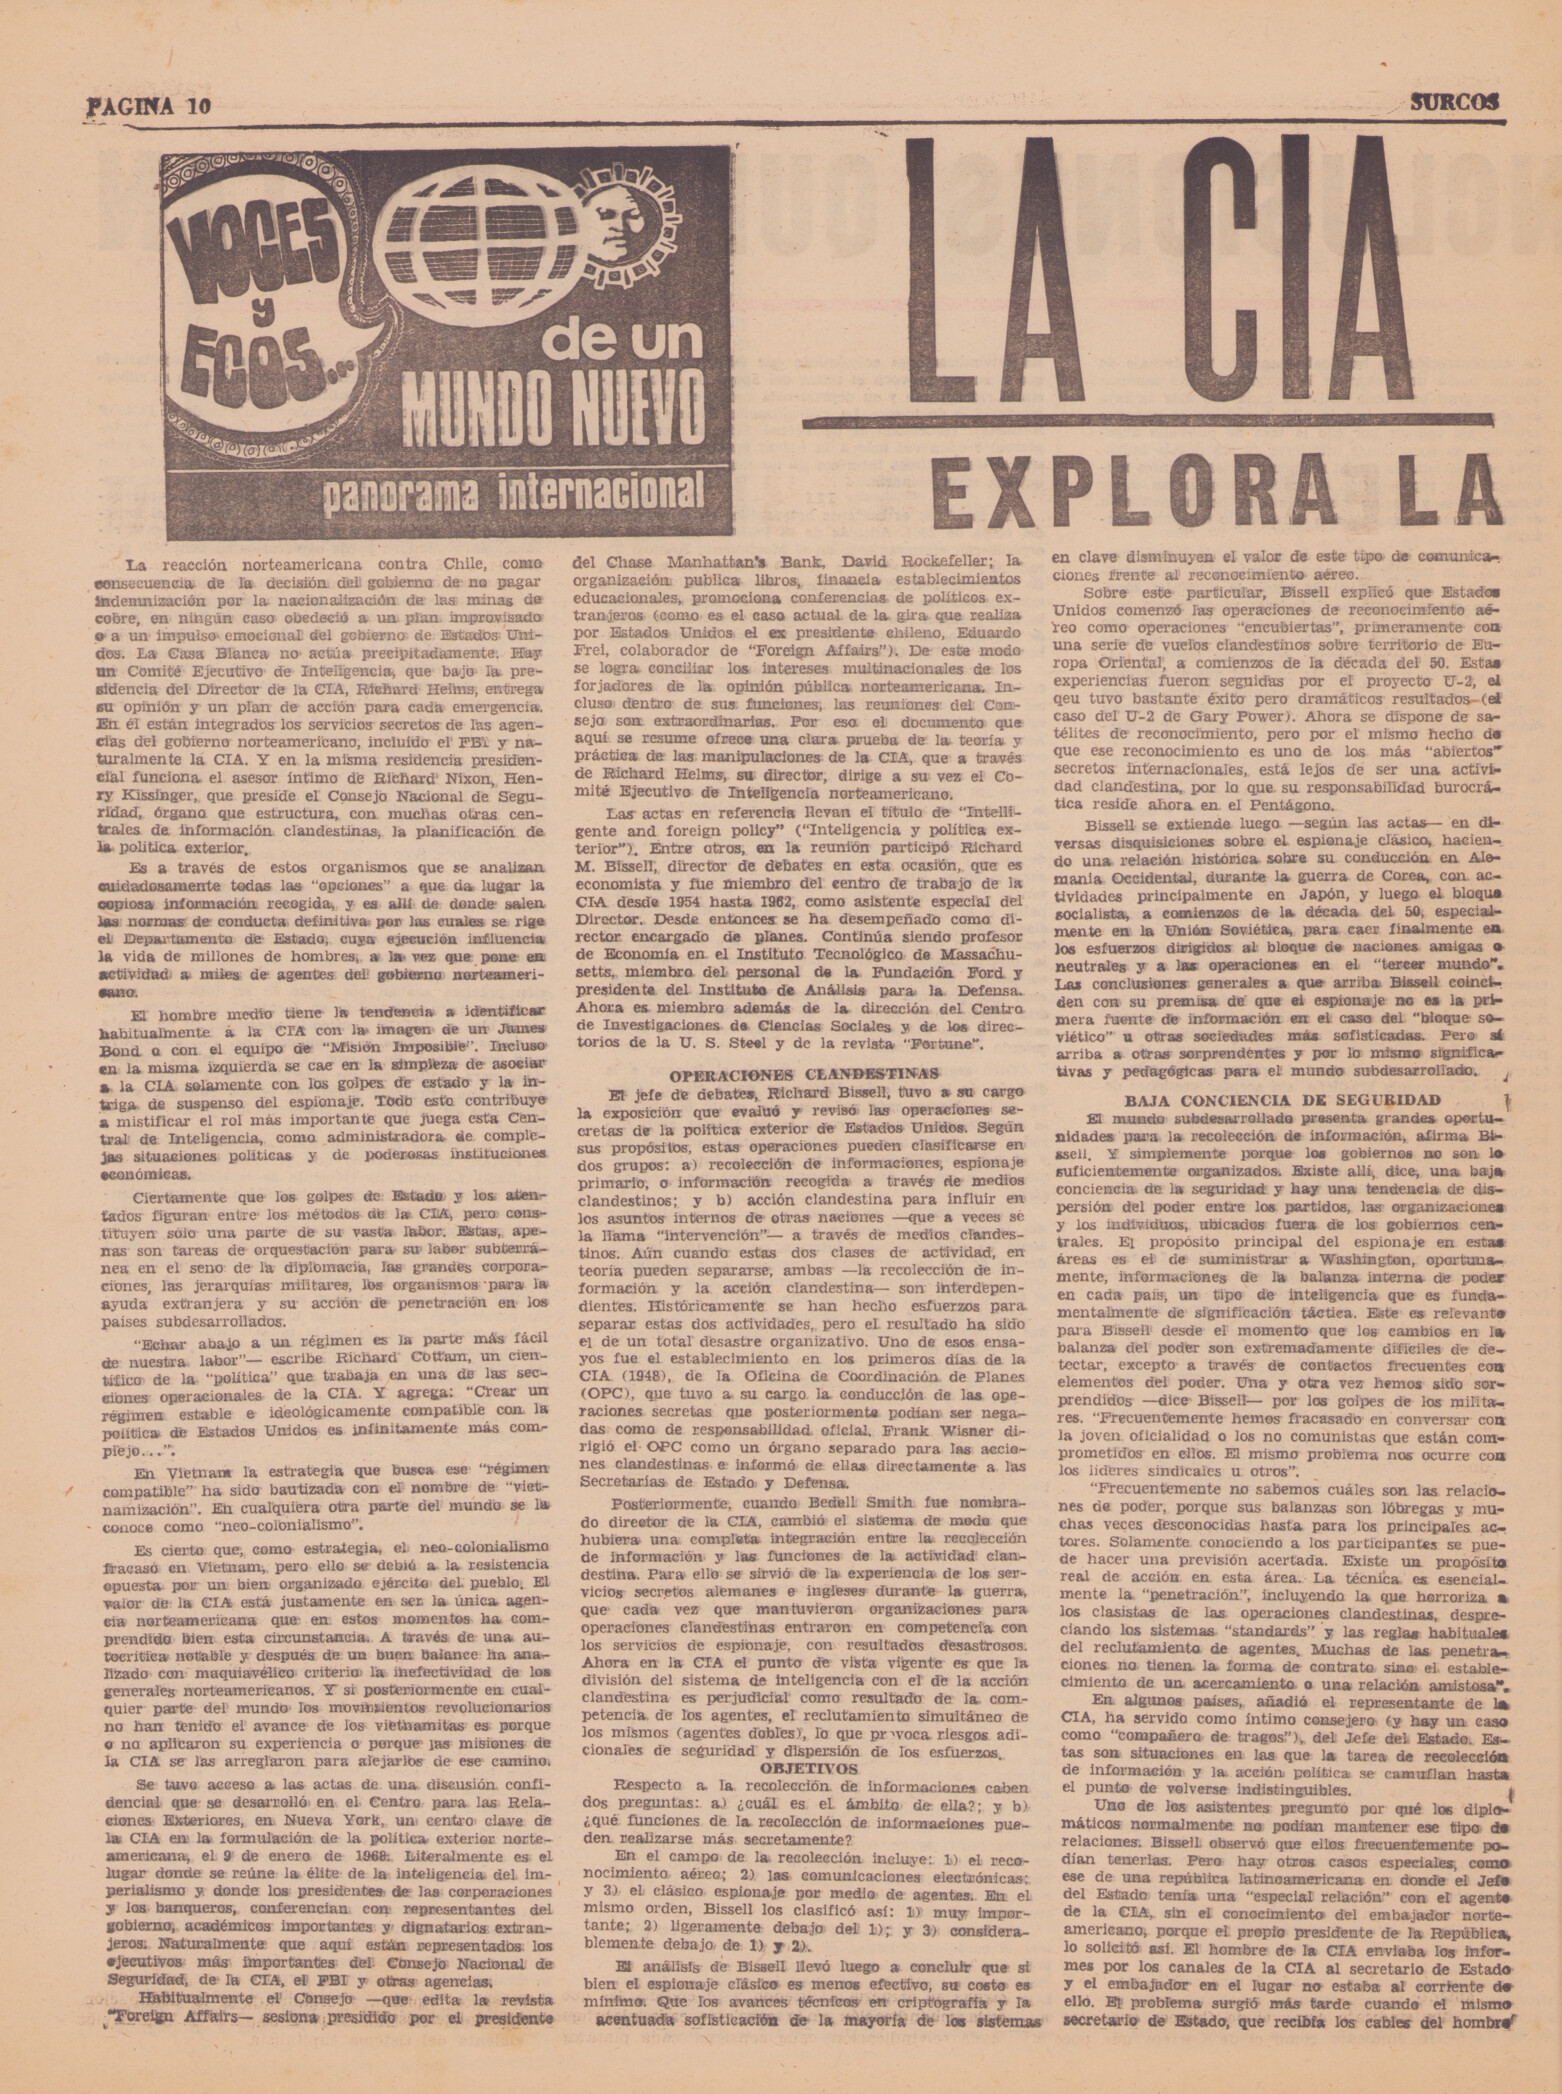 PAGINA 10
SURCOS
VOCES
y
ECOS...
de un
MUNDO NUEVO
panorama internacional
LA CIA
EXPLORA LA
La reacción norteamericana contra Chile, como
consecuencia de la decisión del gobierno de no pagar
indemnización por la nacionalización de las minas de
cobre, en ningún caso obedeció a un plan improvisado
o a un impulso emocional del gobierno de Estados Uni-
dos. La Casa Blanca no actúa precipitadamente. Hay
un Comité Ejecutivo de Inteligencia, que bajo la pre-
sidencia del Director de la CIA, Richard Helms, entrega
su opinión y un plan de acción para cada emergencia.
En él están integrados los servicios secretos de las agen-
cias del gobierno norteamericano, incluído el FBI y na-
turalmente la CIA. Y en la misma residencia presiden-
cial funciona el asesor íntimo de Richard Nixon, Hen-
ry Kissinger, que preside el Consejo Nacional de Segu-
ridad, órgano que estructura, con muchas otras cen-
trales de información clandestinas, la planificación de
la política exterior.
Es a través de estos organismos que se analizan
cuidadosamente todas las "opciones" a que da lugar la
copiosa información recogida, y es allí de donde salen
las normas de conducta definitiva por las cuales se rige
el Departamento de Estado, cuya ejecución influencia
la vida de millones de hombres, a la vez que pone en
actividad a miles de agentes del gobierno norteameri-
cano.
El hombre medio tiene la tendencia a identificar
habitualmente a la CIA con la imagen de un James
Bond o con el equipo de "Misión Imposible". Incluso
en la misma izquierda se cae en la simpleza de asociar
a la CIA solamente con los golpes de estado y la in-
triga de suspenso del espionaje. Todo esto contribuye
a mistificar el rol más importante que juega esta Cen-
tral de Inteligencia, como administradora de comple-
jas situaciones políticas y de poderosas instituciones
económicas.
Ciertamente que los golpes de Estado y los aten-
tados figuran entre los métodos de la CIA, pero cons-
tituyen sólo una parte de su vasta labor. Estas, ape-
nas son tareas de orquestación para su labor subterrá-
nea en el seno de la diplomacia, las grandes corpora-
ciones, las jerarquías militares, los organismos para la
ayuda extranjera y su acción de penetración en los
países subdesarrollados.
"Echar abajo a un régimen es la parte más fácil
de nuestra labor"— escribe Richard Cottam, un cien-
tífico de la "política" que trabaja en una de las sec-
ciones operacionales de la CIA. Y agrega: "Crear un
régimen estable e ideológicamente compatible con la
política de Estados Unidos es infinitamente más com-
plejo...".
En Vietnam la estrategia que busca ese "régimen
compatible" ha sido bautizada con el nombre de "viet-
namización". En cualquiera otra parte del mundo se la
conoce como "neo-colonialismo".
Es cierto que, como estrategia, el neo-colonialismo
fracasó en Vietnam, pero ello se debió a la resistencia
opuesta por un bien organizado ejército del pueblo. El
valor de la CIA está justamente en ser la única agen-
cia norteamericana que en estos momentos ha com-
prendido bien esta circunstancia. A través de una au-
tocrítica notable y después de un buen balance ha ana-
lizado con maquiavélico criterio la inefectividad de los
generales norteamericanos. Y si posteriormente en cual-
quier parte del mundo los movimientos revolucionarios
no han tenido el avance de los vietnamitas es porque
o no aplicaron su experiencia o porque las misiones de
la CIA se las arreglaron para alejarlos de ese camino.
Se tuvo acceso a las actas de una discusión confi-
dencial que se desarrolló en el Centro para las Rela-
ciones Exteriores, en Nueva York, un centro clave de
la CIA en la formulación de la política exterior norte-
americana, el 9 de enero de 1968. Literalmente es el
lugar donde se reúne la élite de la inteligencia del im-
perialismo y donde los presidentes de las corporaciones
y los banqueros, conferencian con representantes del
gobierno, académicos importantes y dignatarios extran-
jeros. Naturalmente que aquí están representados los
ejecutivos más importantes del Consejo Nacional de
Seguridad, de la CIA, el FBI y otras agencias.
Habitualmente el Consejo —que edita la revista
"Foreign Affairs— sesiona presidido por el presidente
del Chase Manhattan's Bank, David Rockefeller; la
organización publica libros, financia establecimientos
educacionales, promociona conferencias de políticos ex-
tranjeros (como es el caso actual de la gira que realiza
por Estados Unidos el ex presidente chileno, Eduardo
Frei, colaborador de "Foreign Affairs"). De este modo
se logra conciliar los intereses multinacionales de los
forjadores de la opinión pública norteamericana. In-
cluso dentro de sus funciones, las reuniones del Con-
sejo son extraordinarias. Por eso el documento que
aquí se resume ofrece una clara prueba de la teoría y
práctica de las manipulaciones de la CIA, que a través
de Richard Helms, su director, dirige a su vez el Co-
mité Ejecutivo de Inteligencia norteamericano.
Las actas en referencia llevan el título de "Intelli-
gente and foreign policy" ("Inteligencia y política ex-
terior"). Entre otros, en la reunión participó Richard
M. Bissell, director de debates en esta ocasión, que es
economista y fue miembro del centro de trabajo de la
CIA desde 1954 hasta 1962, como asistente especial del
Director. Desde entonces se ha desempeñado como di-
rector encargado de planes. Continúa siendo profesor
de Economía en el Instituto Tecnológico de Massachu-
setts, miembro del personal de la Fundación Ford y
presidente del Instituto de Análisis para la Defensa.
Ahora es miembro además de la dirección del Centro
de Investigaciones de Ciencias Sociales y de los direc-
torios de la U. S. Steel y de la revista "Fortune".
OPERACIONES CLANDESTINAS
El jefe de debates, Richard Bissell, tuvo a su cargo
la exposición que evaluó y revisó las operaciones se-
cretas de la política exterior de Estados Unidos. Según
sus propósitos, estas operaciones pueden clasificarse en
dos grupos: a) recolección de informaciones, espionaje
primario, o información recogida a través de medios
clandestinos; y b) acción clandestina para influir en
los asuntos internos de otras naciones —que a veces se
la llama "intervención"— a través de medios clandes-
tinos. Aún cuando estas dos clases de actividad, en
teoría pueden separarse, ambas —la recolección de in-
formación y la acción clandestina— son interdepen-
dientes. Históricamente se han hecho esfuerzos para
separar estas dos actividades, pero el resultado ha sido
el de un total desastre organizativo. Uno de esos ensa-
yos fue el establecimiento en los primeros días de la
CIA (1948), de la Oficina de Coordinación de Planes
(OPC), que tuvo a su cargo la conducción de las ope-
raciones secretas que posteriormente podían ser nega-
das como de responsabilidad oficial. Frank Wisner di-
rigió el OPC como un órgano separado para las accio-
nes clandestinas e informó de ellas directamente a las
Secretarías de Estado y Defensa.
Posteriormente, cuando Bedell Smith fue nombra-
do director de la CIA, cambió el sistema de modo que
hubiera una completa integración entre la recolección
de información y las funciones de la actividad clan-
destina. Para ello se sirvió de la experiencia de los ser-
vicios secretos alemanes e ingleses durante la guerra,
que cada vez que mantuvieron organizaciones para
operaciones clandestinas entraron en competencia con
los servicios de espionaje, con resultados desastrosos.
Ahora en la CIA el punto de vista vigente es que la
división del sistema de inteligencia con el de la acción
clandestina es perjudicial como resultado de la com-
petencia de los agentes, el reclutamiento simultáneo de
los mismos (agentes dobles), lo que provoca riesgos adi-
cionales de seguridad y dispersión de los esfuerzos.
OBJETIVOS
Respecto a la recolección de informaciones caben
dos preguntas: a) ¿cuál es el ámbito de ella?; y b)
¿qué funciones de la recolección de informaciones pue-
den realizarse más secretamente?
En el campo de la recolección incluye: 1) el reco-
nocimiento aéreo; 2) las comunicaciones electrónicas;
y 3) el clásico espionaje por medio de agentes. En el
mismo orden, Bissell los clasificó así: 1) muy impor-
tante; 2) ligeramente debajo del 1); y 3) considera-
blemente debajo de 1) y 2).
El análisis de Bissell llevó luego a concluir que si
bien el espionaje clásico es menos efectivo, su costo es
mínimo. Que los avances técnicos en criptografía y la
acentuada sofisticación de la mayoría de los sistemas
en clave disminuyen el valor de este tipo de comunica-
ciones frente al reconocimiento aéreo.
Sobre este particular, Bissell explicó que Estados
Unidos comenzó las operaciones de reconocimiento aé-
reo como operaciones "encubiertas", primeramente con
una serie de vuelos clandestinos sobre territorio de Eu-
ropa Oriental, a comienzos de la década del 50. Estas
experiencias fueron seguidas por el proyecto U-2, el
qeu tuvo bastante éxito pero dramáticos resultados (el
caso del U-2 de Gary Power). Ahora se dispone de sa-
télites de reconocimiento, pero por el mismo hecho de
que ese reconocimiento es uno de los más "abiertos"
secretos internacionales, está lejos de ser una activi-
dad clandestina, por lo que su responsabilidad burocrá-
tica reside ahora en el Pentágono.
Bissell se extiende luego —según las actas— en di-
versas disquisiciones sobre el espionaje clásico, hacien-
do una relación histórica sobre su conducción en Ale-
mania Occidental, durante la guerra de Corea, con ac-
tividades principalmente en Japón, y luego el bloque
socialista, a comienzos de la década del 50, especial-
mente en la Unión Soviética, para caer finalmente en
los esfuerzos dirigidos al bloque de naciones amigas o
neutrales y a las operaciones en el "tercer mundo".
Las conclusiones generales a que arriba Bissell coinci-
den con su premisa de que el espionaje no es la pri-
mera fuente de información en el caso del "bloque so-
viético" u otras sociedades más sofisticadas. Pero sí
arriba a otras sorprendentes y por lo mismo significa-
tivas y pedagógicas para el mundo subdesarrollado.
BAJA CONCIENCIA DE SEGURIDAD
El mundo subdesarrollado presenta grandes oportu-
nidades para la recolección de información, afirma Bi-
ssell. Y simplemente porque los gobiernos no son lo
suficientemente organizados. Existe allí, dice, una baja
conciencia de la seguridad y hay una tendencia de dis-
persión del poder entre los partidos, las organizaciones
y los individuos, ubicados fuera de los gobiernos cen-
trales. El propósito principal del espionaje en estas
áreas es el de suministrar a Washington, oportuna-
mente, informaciones de la balanza interna de poder
en cada país, un tipo de inteligencia que es funda-
mentalmente de significación táctica. Este es relevante
para Bissell desde el momento que los cambios en la
balanza del poder son extremadamente difíciles de de-
tectar, excepto a través de contactos frecuentes con
elementos del poder. Una y otra vez hemos sido sor-
prendidos —dice Bissell— por los golpes de los milita-
res. "Frecuentemente hemos fracasado en conversar con
la joven oficialidad o los no comunistas que están com-
prometidos en ellos. El mismo problema nos ocurre con
los líderes sindicales u otros".
"Frecuentemente no sabemos cuáles son las relacio-
nes de poder, porque sus balanzas son lóbregas y mu-
chas veces desconocidas hasta para los principales ac-
tores. Solamente conociendo a los participantes se pue-
de hacer una previsión acertada. Existe un propósito
real de acción en esta área. La técnica es esencial-
mente la "penetración", incluyendo la que horroriza a
los clasistas de las operaciones clandestinas, despre-
ciando los sistemas "standards" y las reglas habituales
del reclutamiento de agentes. Muchas de las penetra-
ciones no tienen la forma de contrato sino el estable-
cimiento de un acercamiento o una relación amistosa".
En algunos países, añadió el representante de la
CIA, ha servido como íntimo consejero (y hay un caso
como "compañero de tragos"), del Jefe del Estado. Es-
tas son situaciones en las que la tarea de recolección
de información y la acción política se camuflan hasta
el punto de volverse indistinguibles.
Uno de los asistentes preguntó por qué los diplo-
máticos normalmente no podían mantener ese tipo de
relaciones. Bissell observó que ellos frecuentemente po-
dían tenerlas. Pero hay otros casos especiales, como
ese de una república latinoamericana en donde el Jefe
del Estado tenía una "especial relación" con el agente
de la CIA, sin el conocimiento del embajador norte-
americano, porque el propio presidente de la República,
lo solicitó así. El hombre de la CIA enviaba los infor-
mes por los canales de la CIA al secretario de Estado
y el embajador en el lugar no estaba al corriente de
ello. El problema surgió más tarde cuando el mismo
secretario de Estado, que recibía los cables del hombre